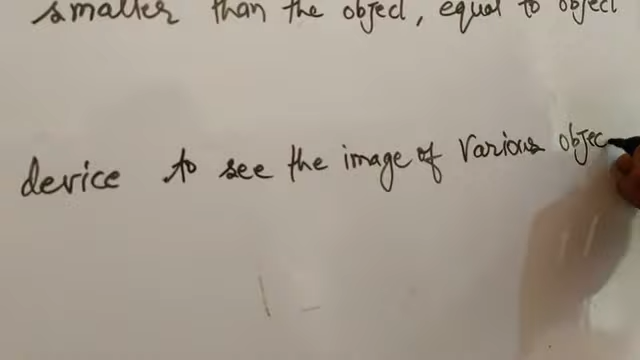 smaller than the object, equal to object
device to see the image of various objec